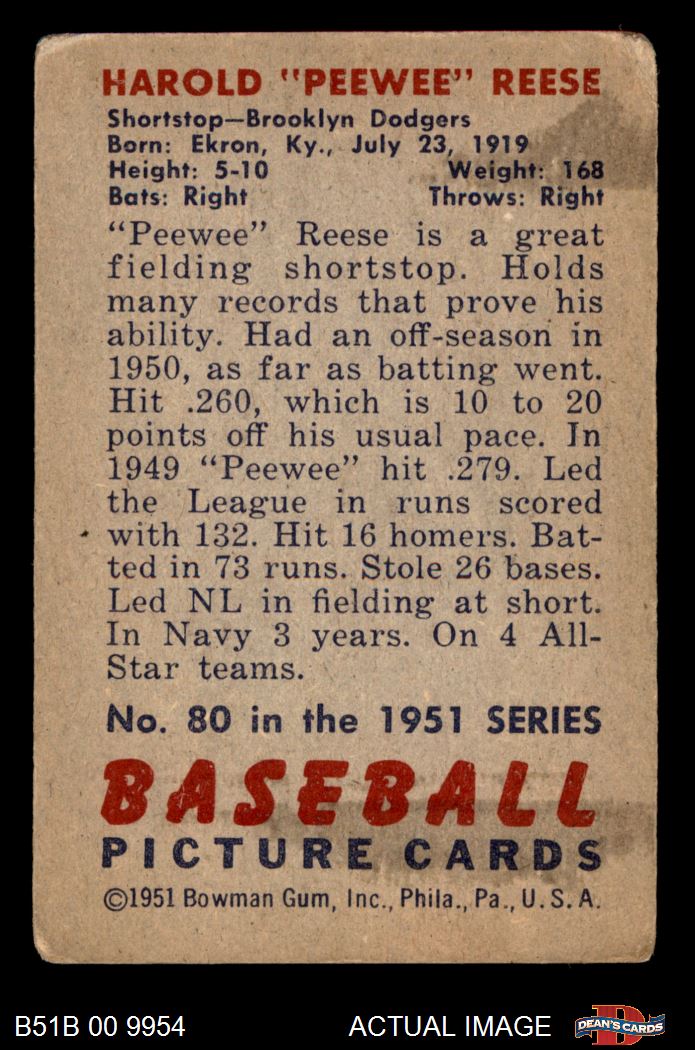 HAROLD "PEEWEE" REESE
Shortstop—Brooklyn Dodgers
Born: Ekron, Ky., July 23, 1919
Height: 5-10 Weight: 168
Bats: Right Throws: Right
"Peewee" Reese is a great
fielding shortstop. Holds
many records that prove his
ability. Had an off-season in
1950, as far as batting went.
Hit .260, which is 10 to 20
points off his usual pace. In
1949 "Peewee" hit .279. Led
the League in runs scored
with 132. Hit 16 homers. Bat-
ted in 73 runs. Stole 26 bases.
Led NL in fielding at short.
In Navy 3 years. On 4 All-
Star teams.
No. 80 in the 1951 SERIES
BASEBALL
PICTURE CARDS
©1951 Bowman Gum, Inc., Phila., Pa., U.S.A.
B51B 00 9954 ACTUAL IMAGE D DEAN'S CARDS